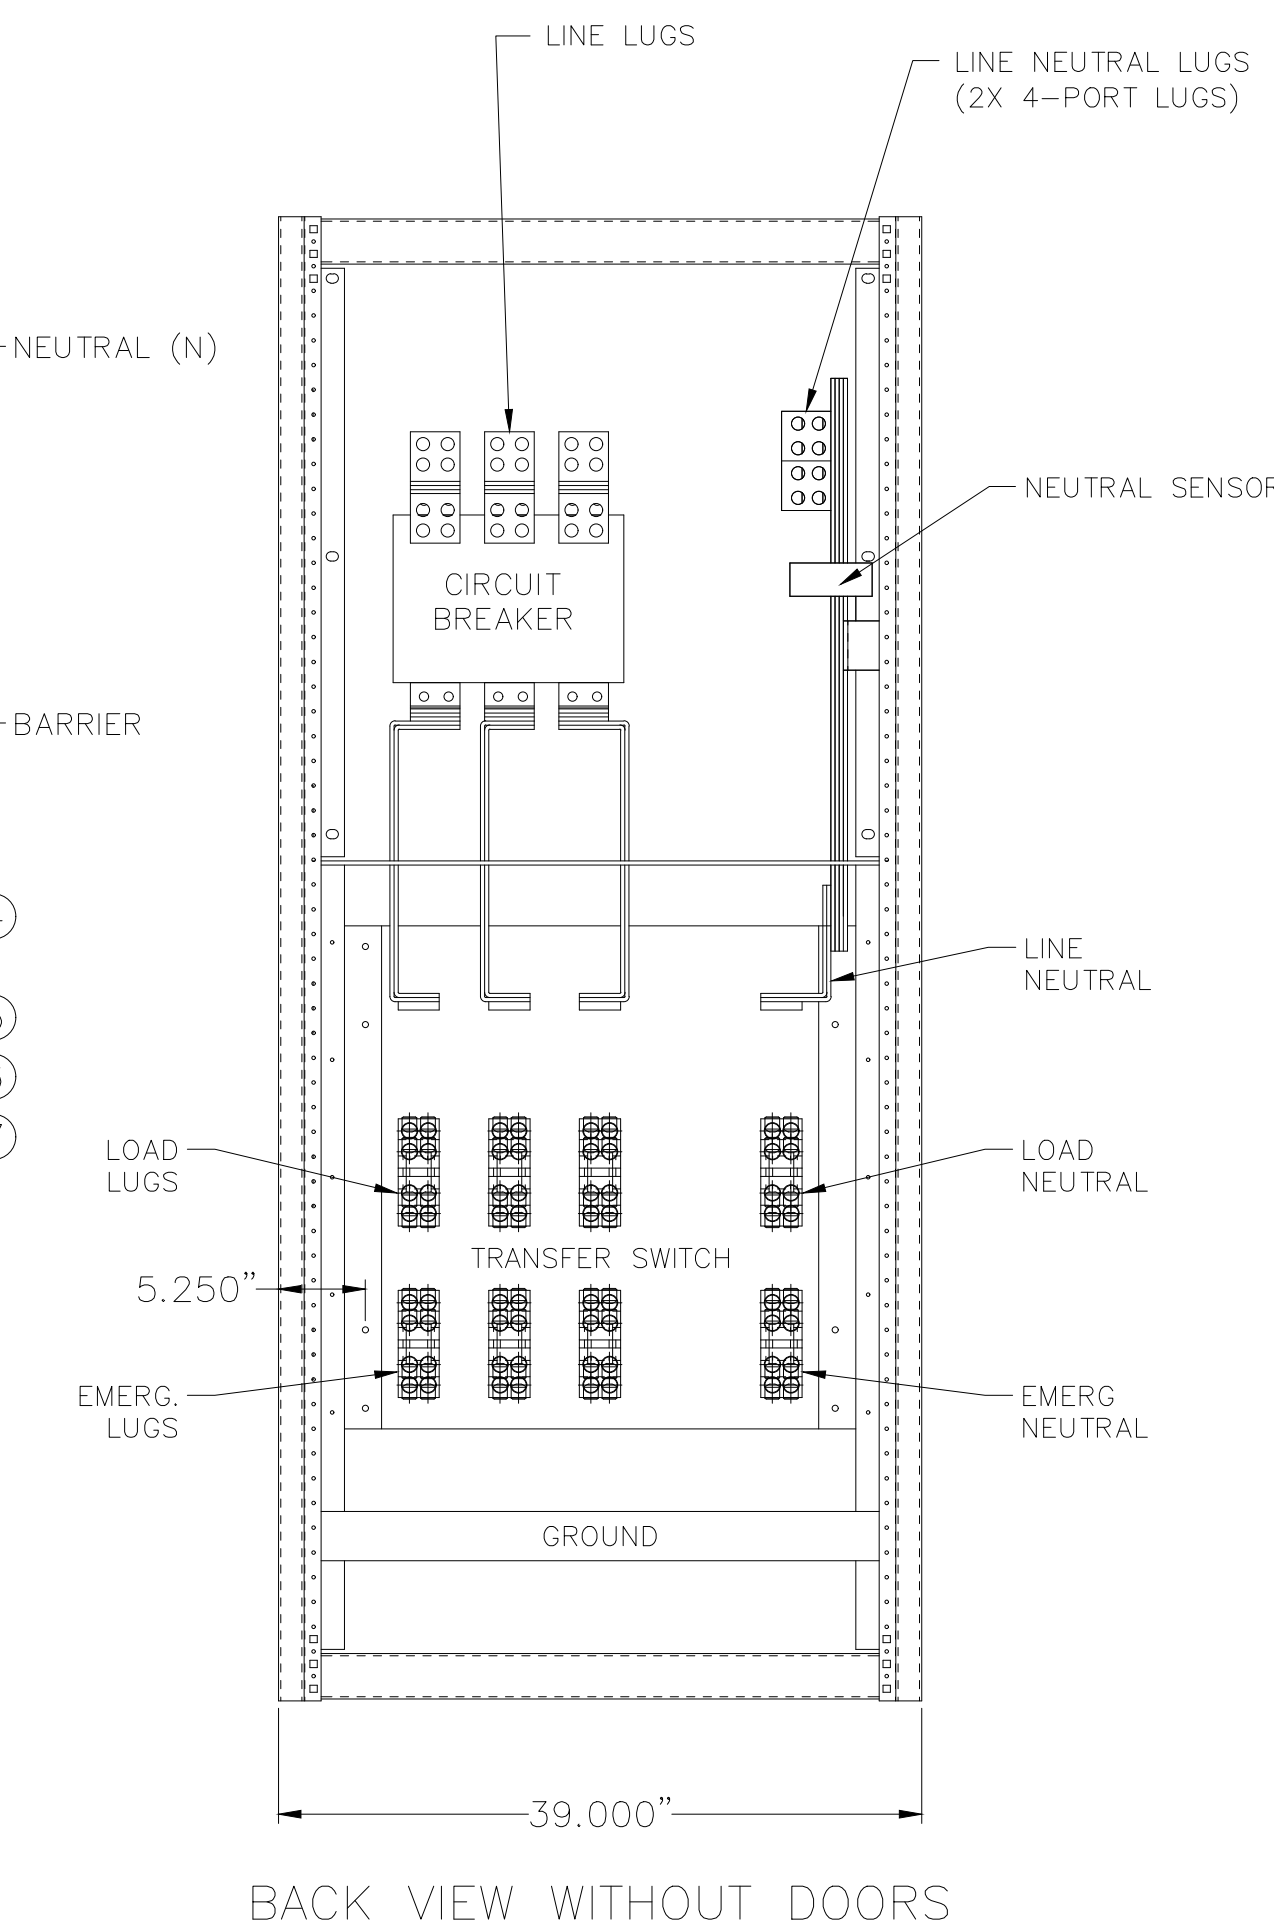 LINE LUGS
LINE NEUTRAL LUGS
(2X 4-PORT LUGS)
NEUTRAL (N)
NEUTRAL SENSOR
CIRCUIT
BREAKER
BARRIER
LINE
NEUTRAL
LOAD
LUGS
LOAD
NEUTRAL
TRANSFER SWITCH
5.250"
EMERG.
LUGS
EMERG
NEUTRAL
GROUND
39.000"
BACK VIEW WITHOUT DOORS